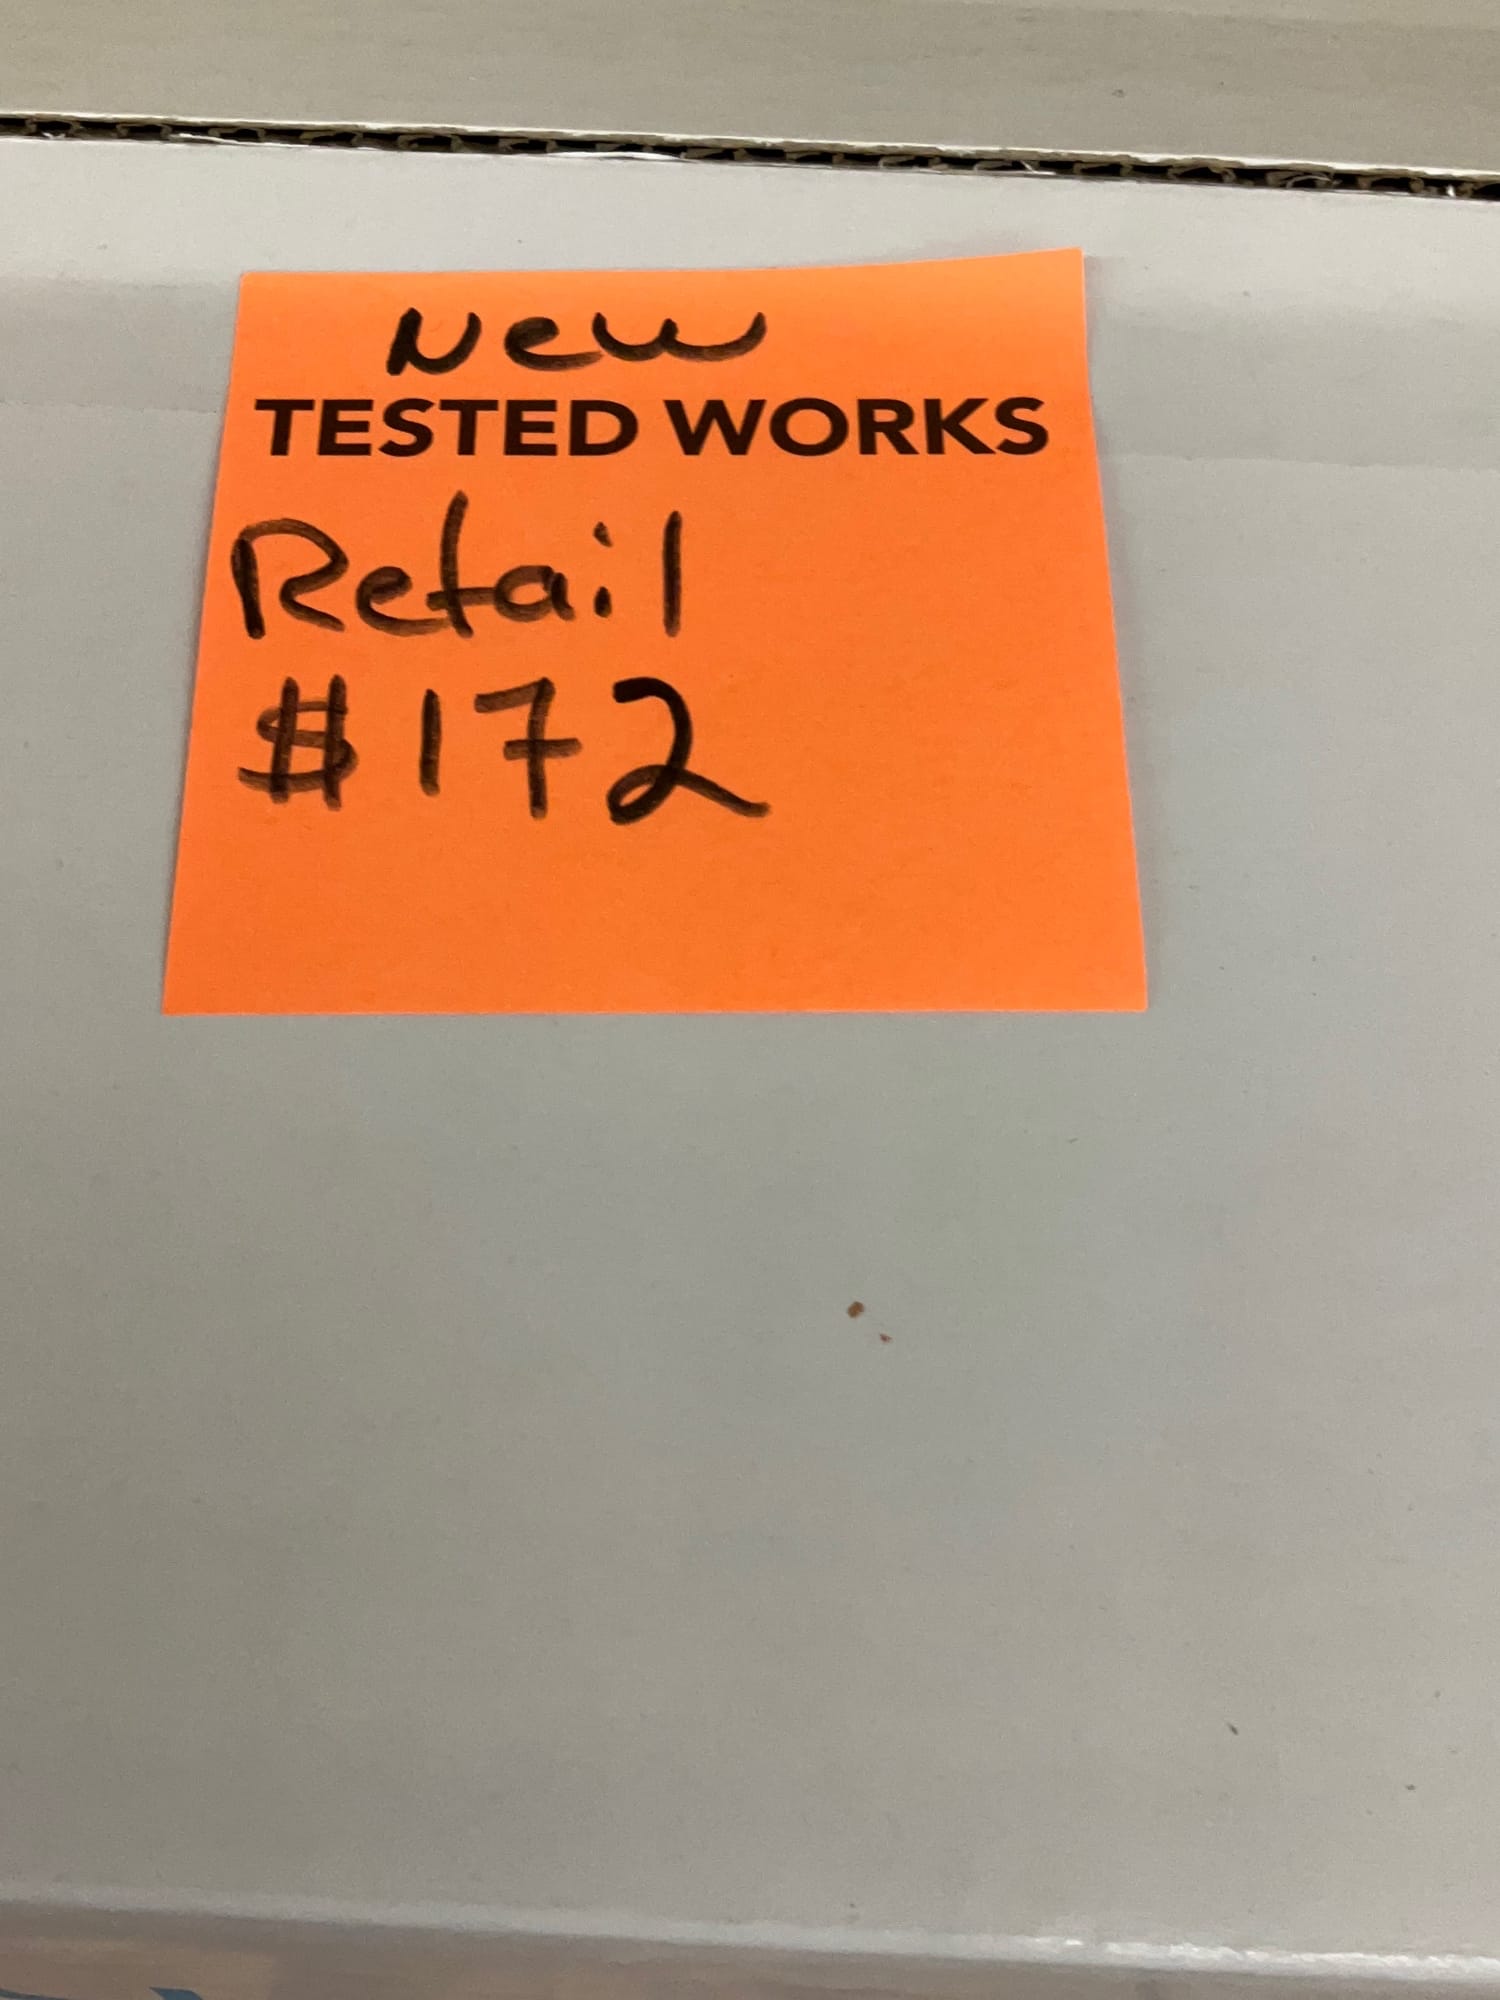 New
TESTED WORKS
Retail
$172